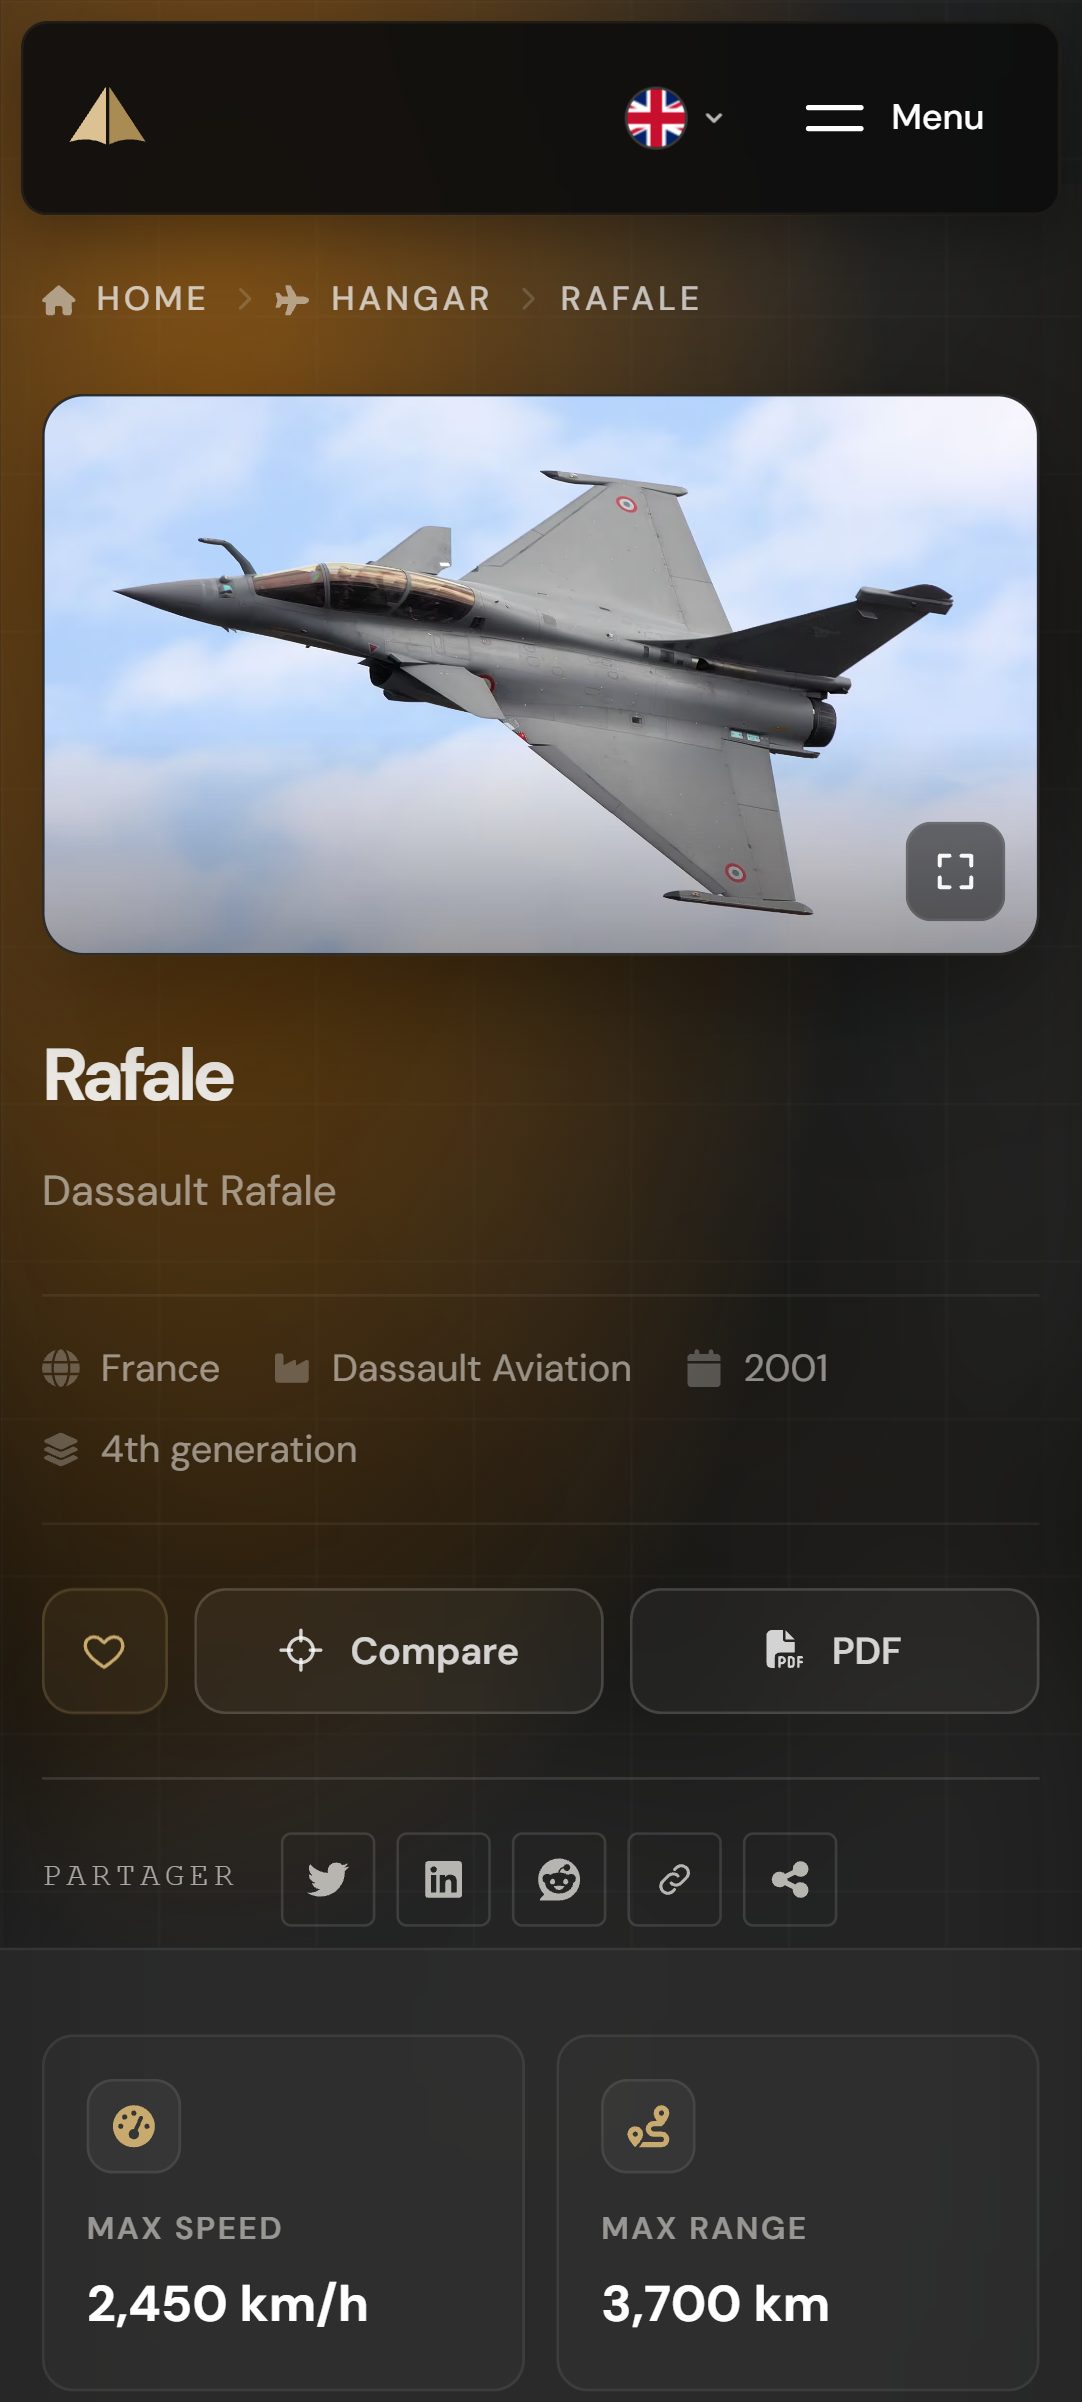 Menu
HOME > HANGAR > RAFALE
Rafale
Dassault Rafale
France Dassault Aviation 2001
4th generation
Compare PDF
PARTAGER
MAX SPEED MAX RANGE
2,450 km/h 3,700 km